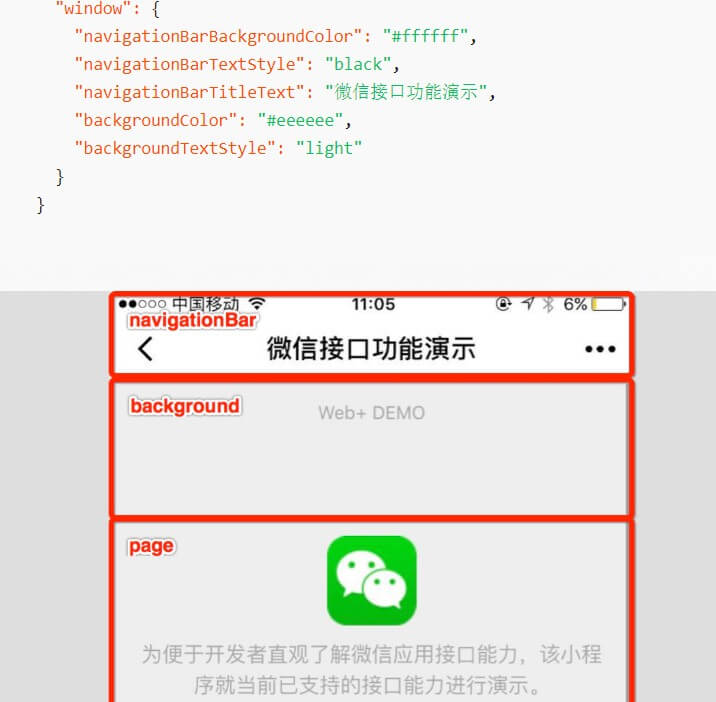 "window": {
"navigationBarBackgroundColor": "#ffffff",
"navigationBarTextStyle": "black",
"navigationBarTitleText": "微信接口功能演示",
"backgroundColor": "#eeeeee",
"backgroundTextStyle": "light"
}
}
中国移动 11:05 6%
navigationBar
微信接口功能演示
background
Web+ DEMO
page
为便于开发者直观了解微信应用接口能力，该小程
序就当前已支持的接口能力进行演示。